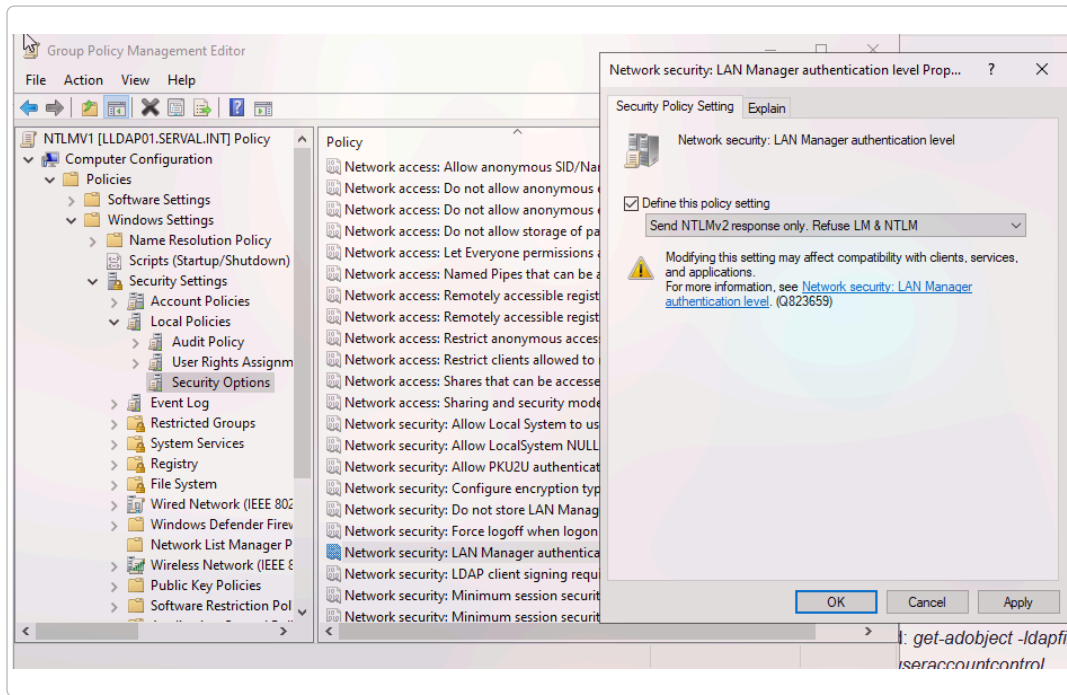 Group Policy Management Editor
File Action View Help
NTLMV1 [LLDAP01.SERVAL.INT] Policy
Computer Configuration
Policies
Software Settings
Windows Settings
Name Resolution Policy
Scripts (Startup/Shutdown)
Security Settings
Account Policies
Local Policies
Audit Policy
User Rights Assignm
Security Options
Event Log
Restricted Groups
System Services
Registry
File System
Wired Network (IEEE 802
Windows Defender Firew
Network List Manager P
Wireless Network (IEEE 8
Public Key Policies
Software Restriction Pol
Policy
Network access: Allow anonymous SID/Nar
Network access: Do not allow anonymous e
Network access: Do not allow anonymous e
Network access: Do not allow storage of pa
Network access: Let Everyone permissions a
Network access: Named Pipes that can be a
Network access: Remotely accessible regist
Network access: Remotely accessible regist
Network access: Restrict anonymous acces
Network access: Restrict clients allowed to
Network access: Shares that can be accesse
Network access: Sharing and security mode
Network security: Allow Local System to us
Network security: Allow LocalSystem NULL
Network security: Allow PKU2U authenticat
Network security: Configure encryption typ
Network security: Do not store LAN Manag
Network security: Force logoff when logon
Network security: LAN Manager authentica
Network security: LDAP client signing requi
Network security: Minimum session securit
Network security: Minimum session securit
Network security: LAN Manager authentication level Prop... ?
Security Policy Setting Explain
Network security: LAN Manager authentication level
Define this policy setting
Send NTLMv2 response only. Refuse LM & NTLM
Modifying this setting may affect compatibility with clients, services,
and applications.
For more information, see Network security: LAN Manager
authentication level. (Q823659)
OK Cancel Apply
: get-adobject -ldapfi
useraccountcontrol